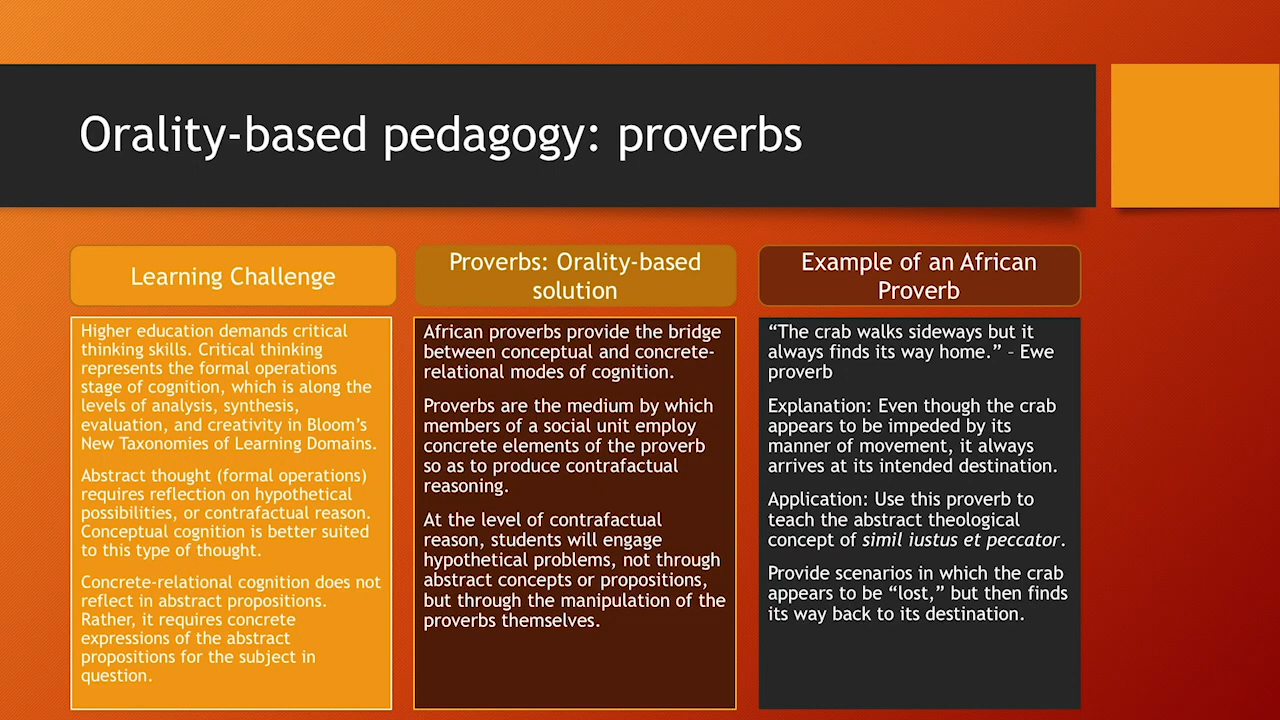 Orality-based pedagogy: proverbs
Learning Challenge
Higher education demands critical
thinking skills. Critical thinking
represents the formal operations
stage of cognition, which is along the
levels of analysis, synthesis,
evaluation, and creativity in Bloom’s
New Taxonomies of Learning Domains.
Abstract thought (formal operations)
requires reflection on hypothetical
possibilities, or contrafactual reason.
Conceptual cognition is better suited
to this type of thought.
Concrete-relational cognition does not
reflect in abstract propositions.
Rather, it requires concrete
expressions of the abstract
propositions for the subject in
question.
Proverbs: Orality-based
solution
African proverbs provide the bridge
between conceptual and concrete-
relational modes of cognition.
Proverbs are the medium by which
members of a social unit employ
concrete elements of the proverb
so as to produce contrafactual
reasoning.
At the level of contrafactual
reason, students will engage
hypothetical problems, not through
abstract concepts or propositions,
but through the manipulation of the
proverbs themselves.
Example of an African
Proverb
“The crab walks sideways but it
always finds its way home.” – Ewe
proverb
Explanation: Even though the crab
appears to be impeded by its
manner of movement, it always
arrives at its intended destination.
Application: Use this proverb to
teach the abstract theological
concept of simil iustus et peccator.
Provide scenarios in which the crab
appears to be “lost,” but then finds
its way back to its destination.